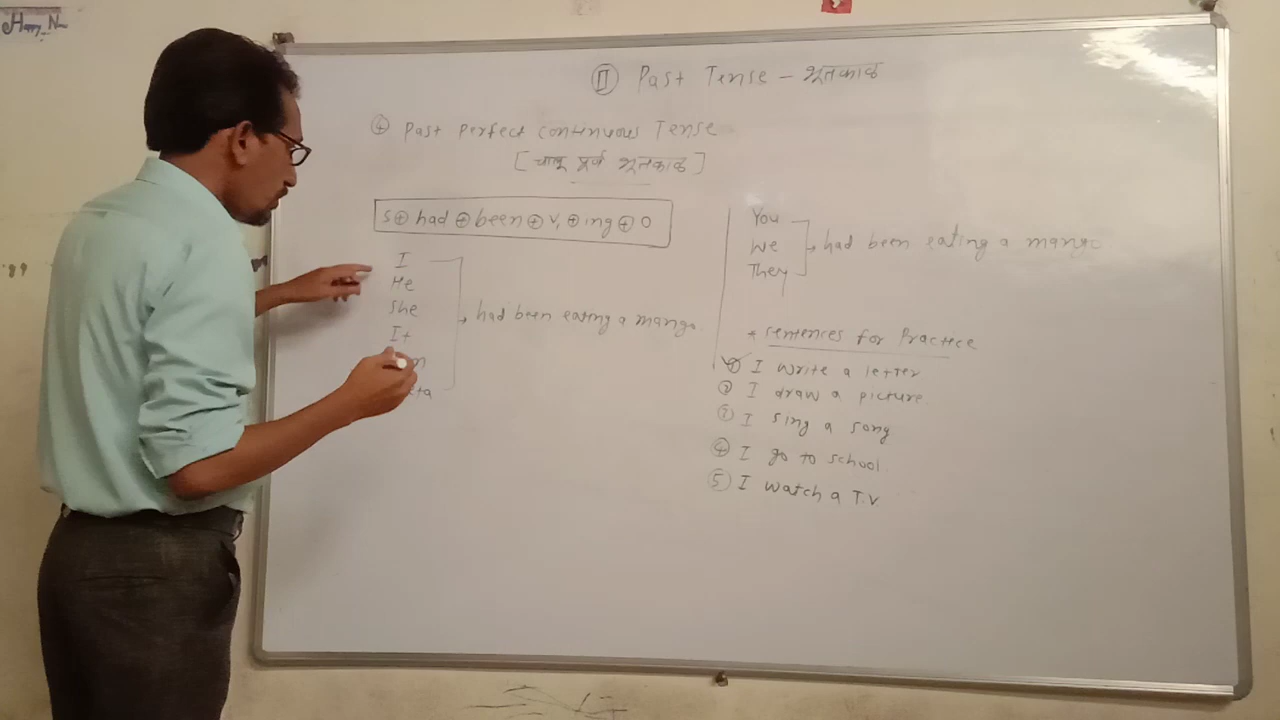 II Past Tense - भूतकाळ
④ Past Perfect Continuous Tense
[ चालू पूर्ण भूतकाळ ]
S + had + been + V₁ + ing + O
I
He
She
It
had been eating a mango
You
We
They
had been eating a mango
* Sentences for Practice
① I write a letter
② I draw a picture
③ I sing a song
④ I go to school
⑤ I watch a T.V.